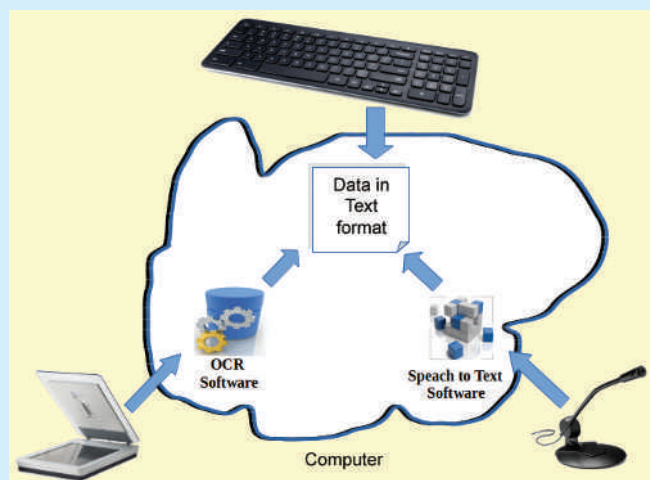 Data in
Text
format
OCR
Software
Speach to Text
Software
Computer